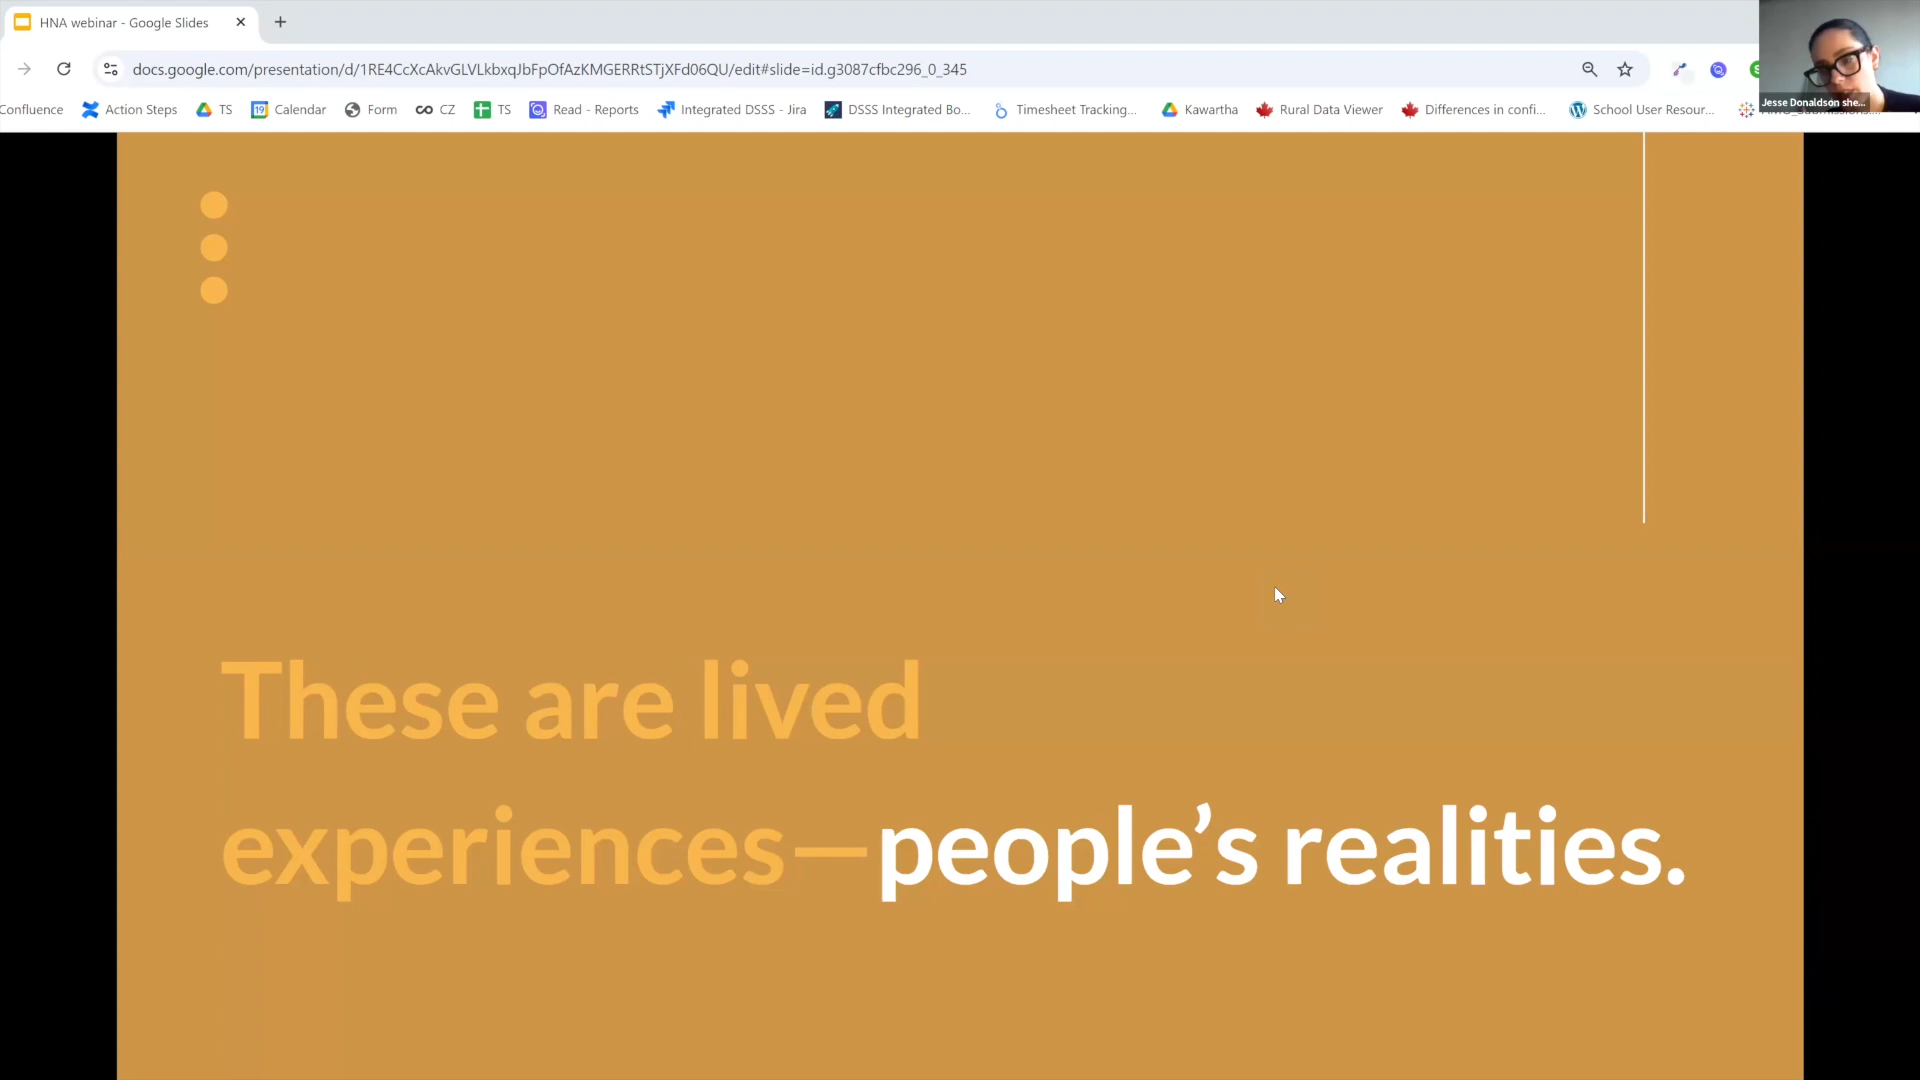 HNA webinar - Google Slides
docs.google.com/presentation/d/1RE4CcXcAkvGLVLkbxqJbFpOfAzKMGERRtSTjXFd06QU/edit#slide=id.g3087cfbc296_0_345
Confluence Action Steps TS 19 Calendar Form CZ TS Read - Reports Integrated DSSS - Jira DSSS Integrated Bo... Timesheet Tracking... Kawartha Rural Data Viewer Differences in confi... School User Resour...
Jesse Donaldson she...
These are lived
experiences—people’s realities.